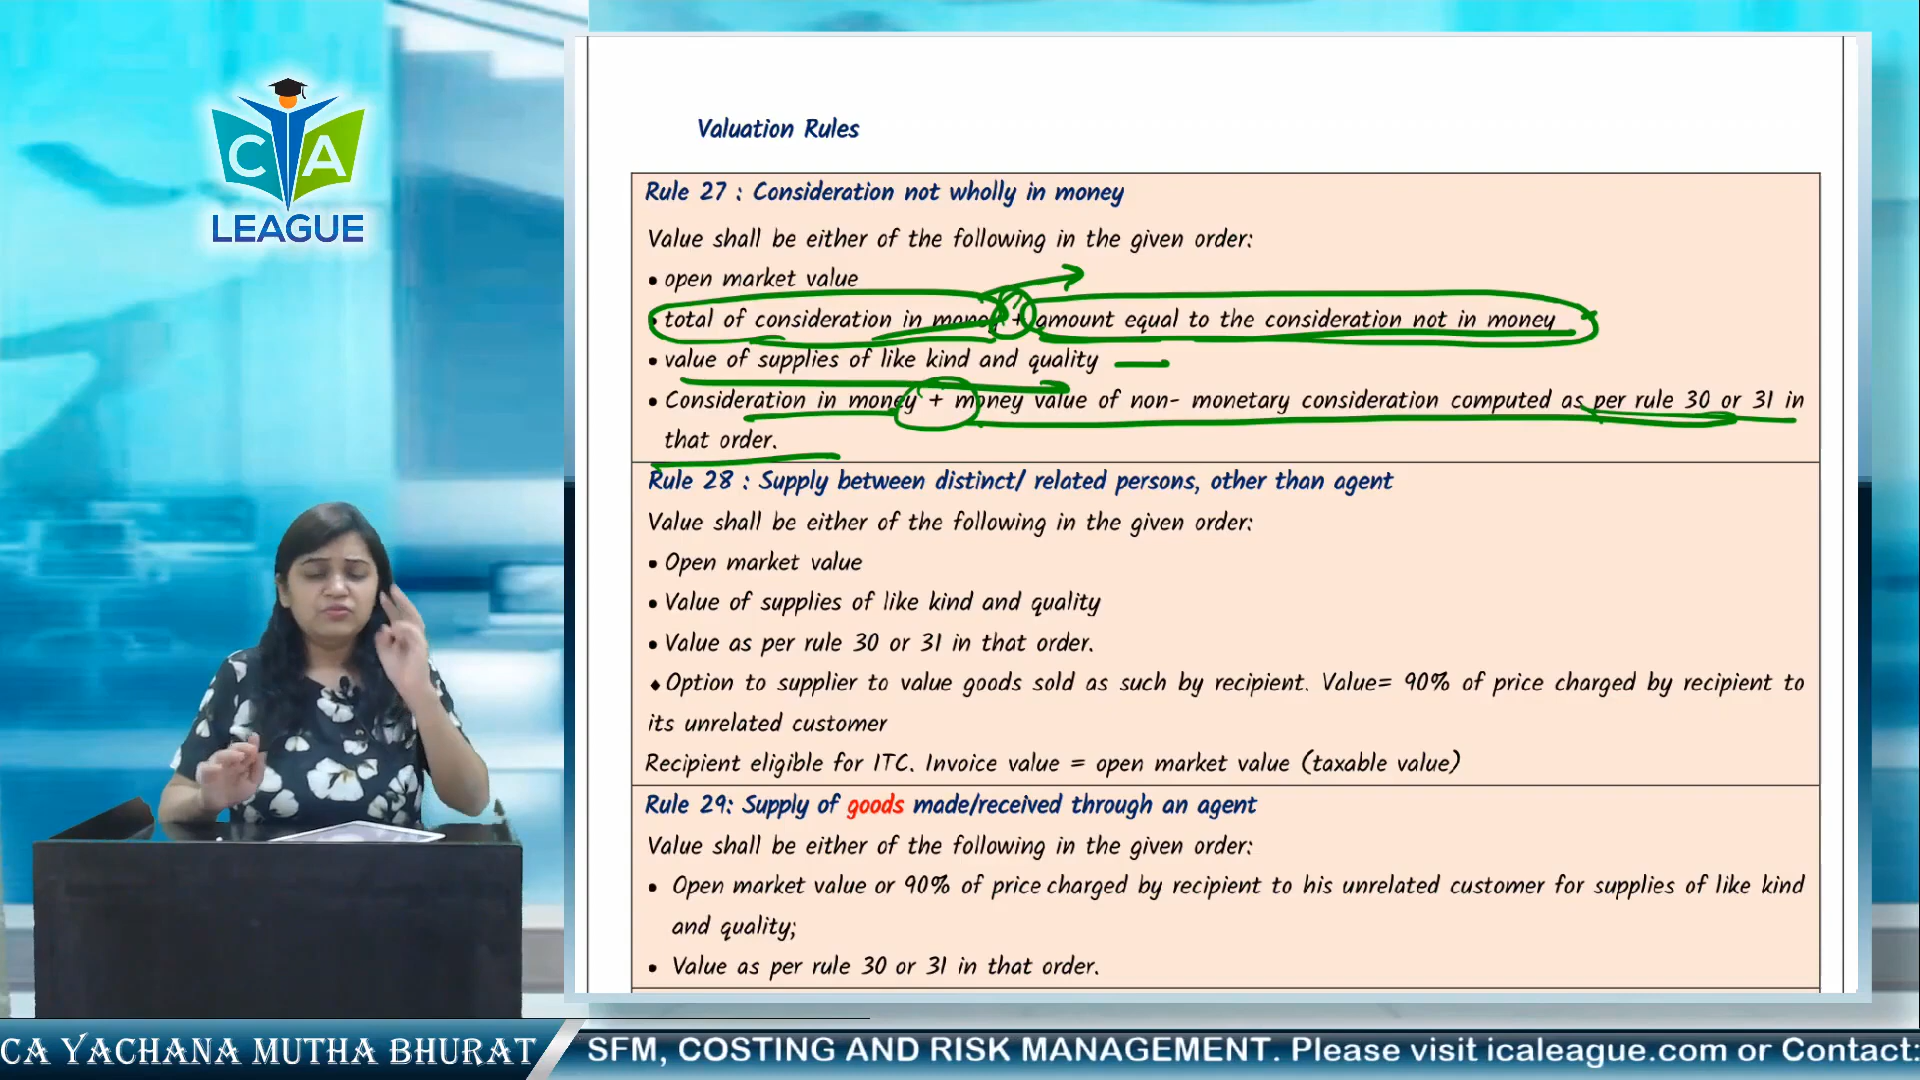 C A
LEAGUE
Valuation Rules
Rule 27 : Consideration not wholly in money
Value shall be either of the following in the given order:
• open market value
• total of consideration in money + amount equal to the consideration not in money
• value of supplies of like kind and quality
• Consideration in money + money value of non- monetary consideration computed as per rule 30 or 31 in
that order.
Rule 28 : Supply between distinct/ related persons, other than agent
Value shall be either of the following in the given order:
• Open market value
• Value of supplies of like kind and quality
• Value as per rule 30 or 31 in that order.
◆Option to supplier to value goods sold as such by recipient. Value= 90% of price charged by recipient to
its unrelated customer
Recipient eligible for ITC. Invoice value = open market value (taxable value)
Rule 29: Supply of goods made/received through an agent
Value shall be either of the following in the given order:
• Open market value or 90% of price charged by recipient to his unrelated customer for supplies of like kind
and quality;
• Value as per rule 30 or 31 in that order.
CA YACHANA MUTHA BHURAT
SFM, COSTING AND RISK MANAGEMENT. Please visit icaleague.com or Contact: